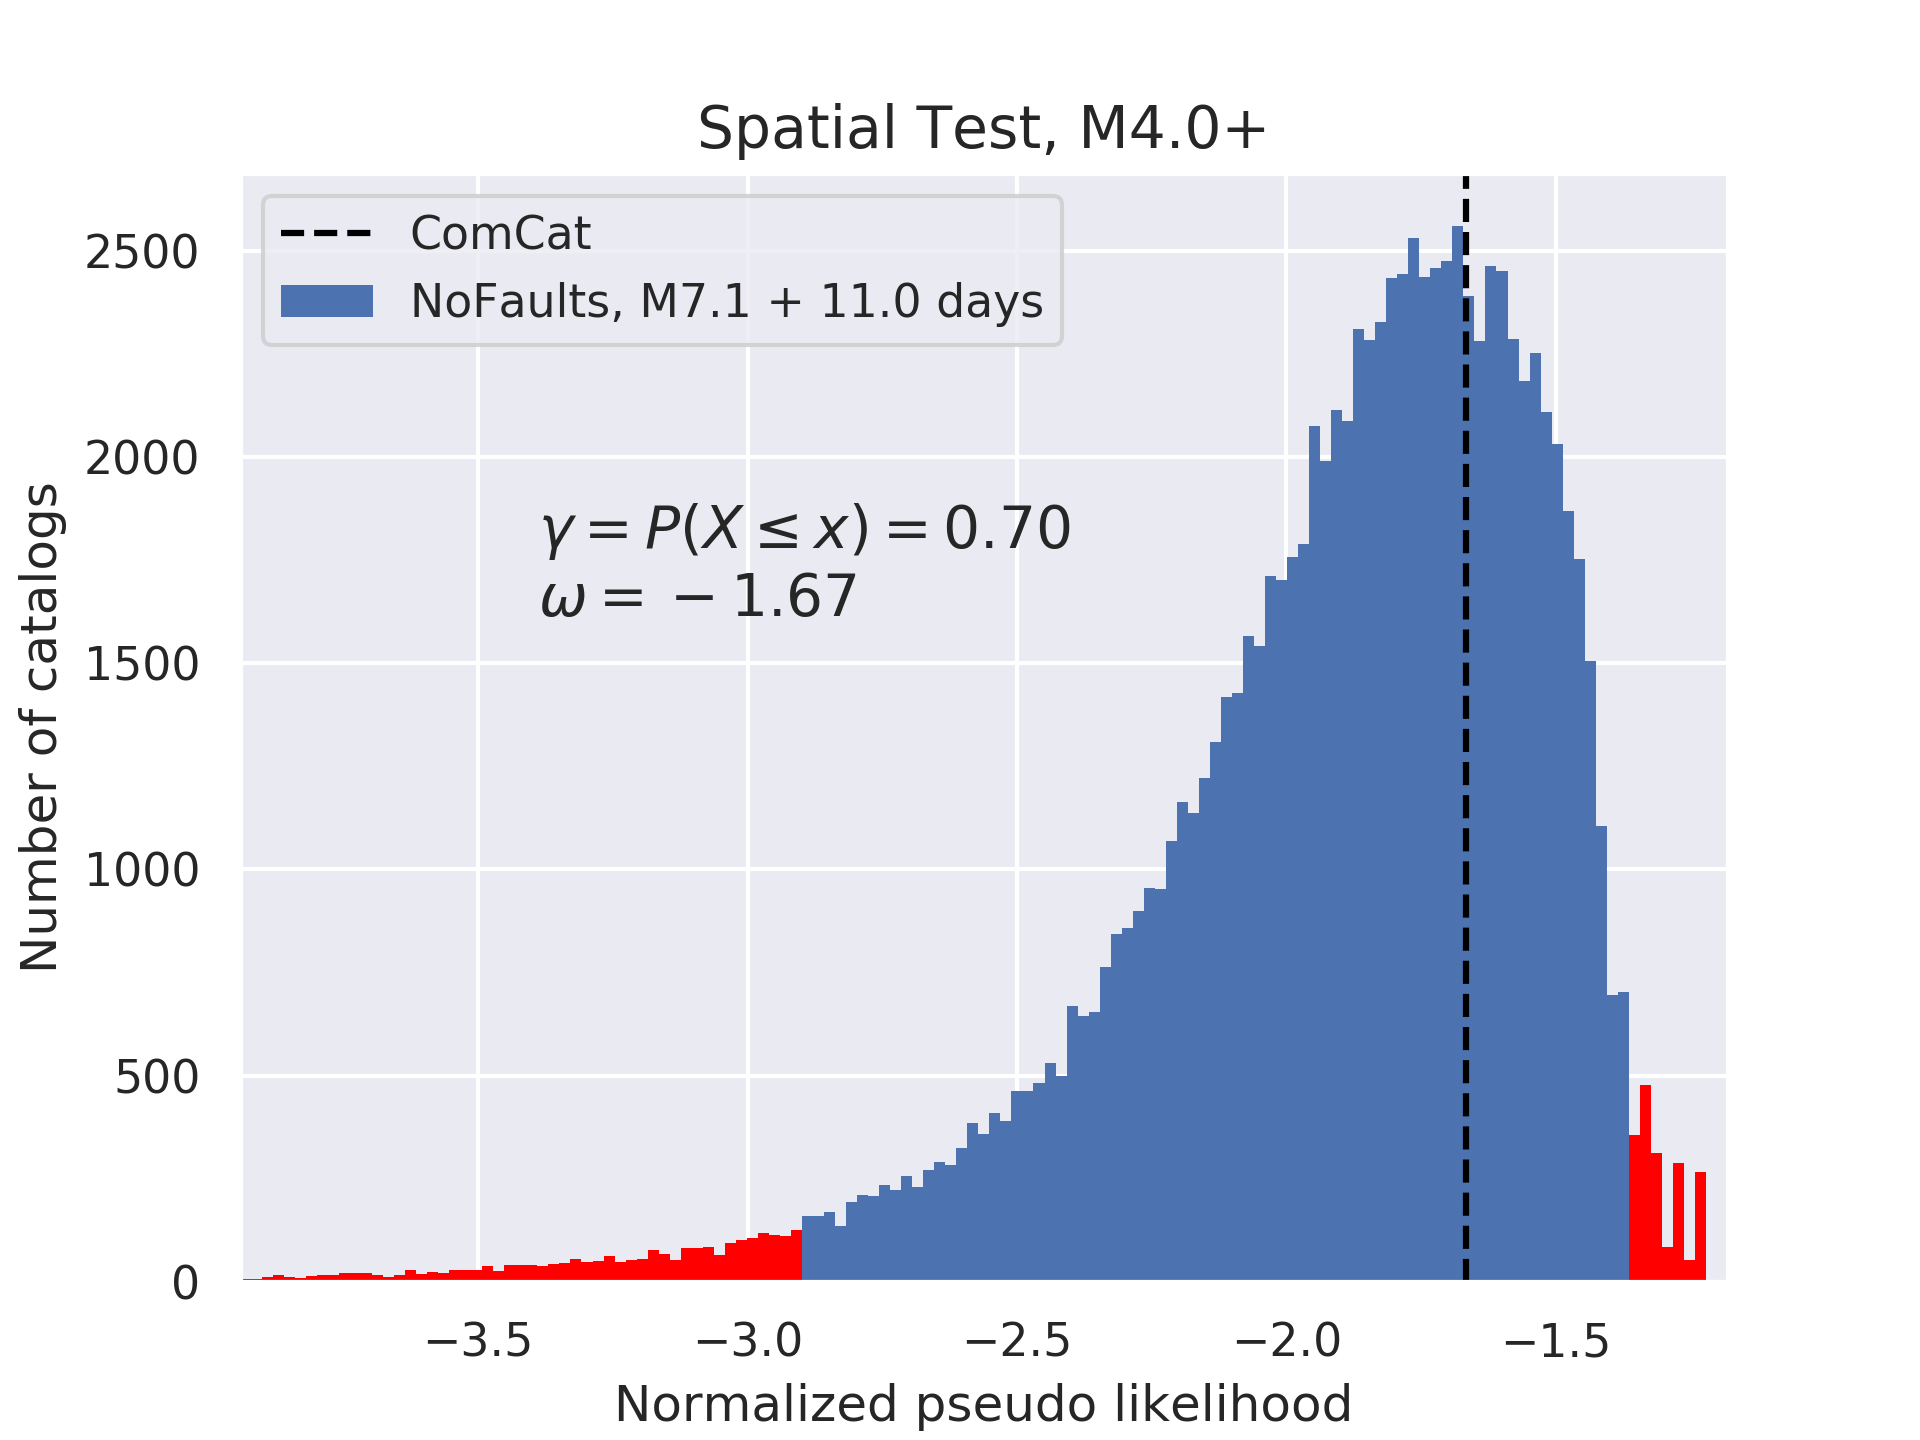 Spatial Test, M4.0+
ComCat
NoFaults, M7.1 + 11.0 days
γ = P(X ≤ x) = 0.70
ω = − 1.67
Number of catalogs
2500
2000
1500
1000
500
0
−3.5 −3.0 −2.5 −2.0 −1.5
Normalized pseudo likelihood